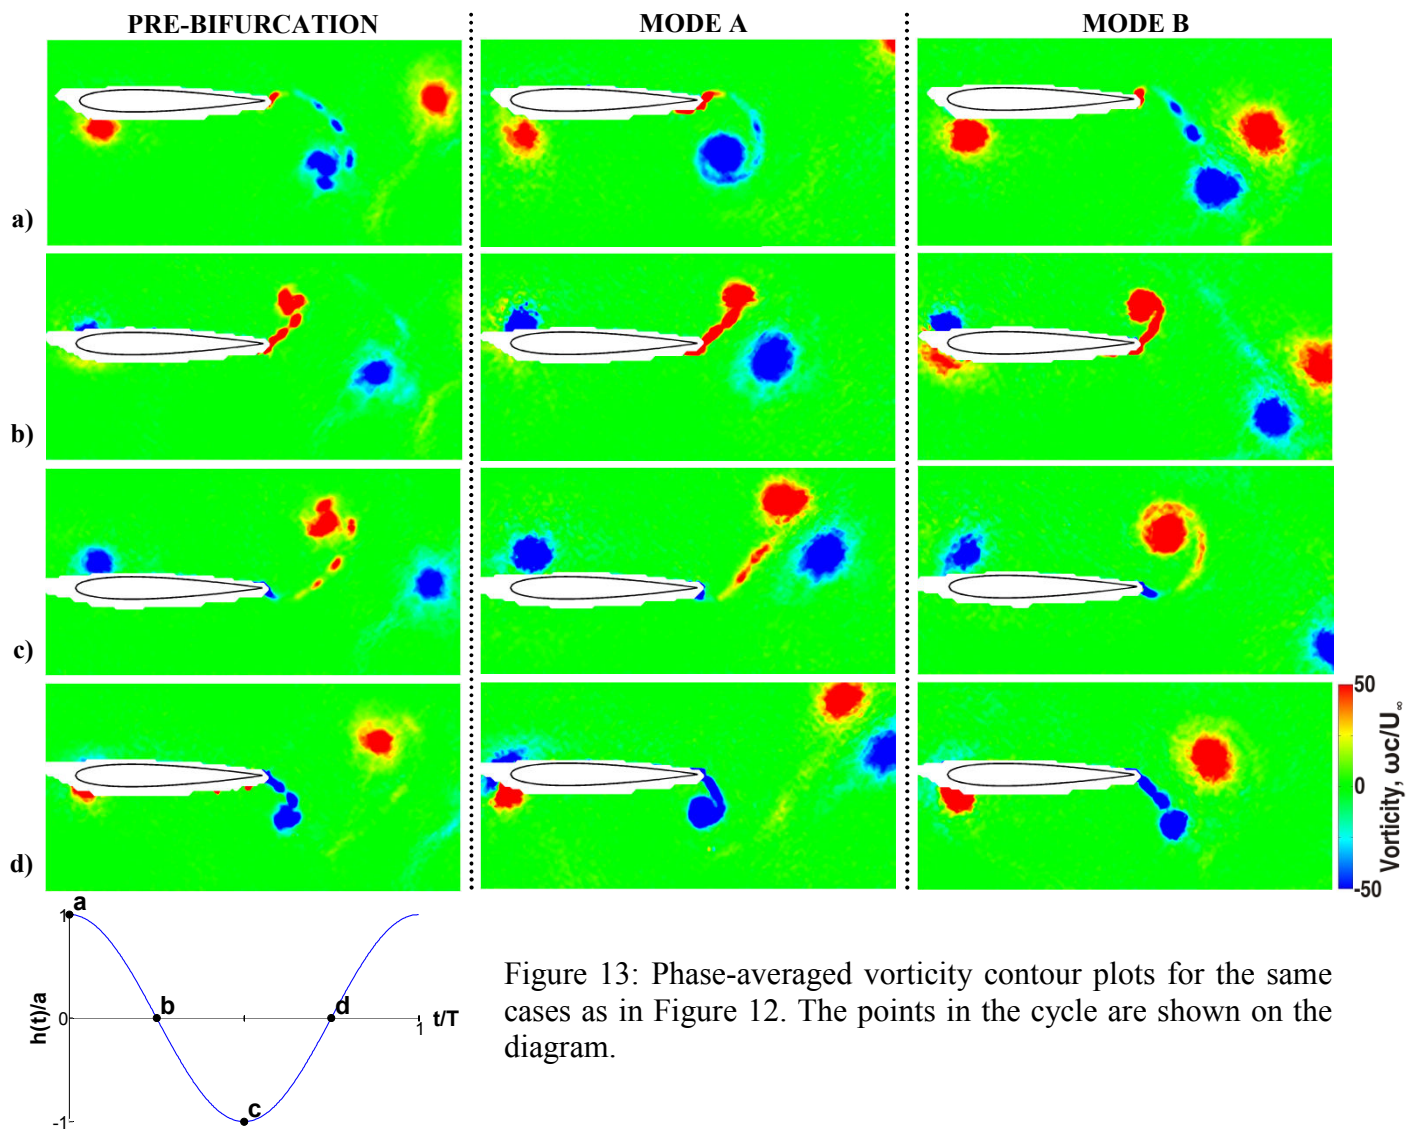 PRE-BIFURCATION
MODE A
MODE B
a)
b)
c)
d)
50
0
-50
Vorticity, ωc/U∞
a
b
c
d
1
0
-1
h(t)/a
t/T
1
Figure 13: Phase-averaged vorticity contour plots for the same
cases as in Figure 12. The points in the cycle are shown on the
diagram.